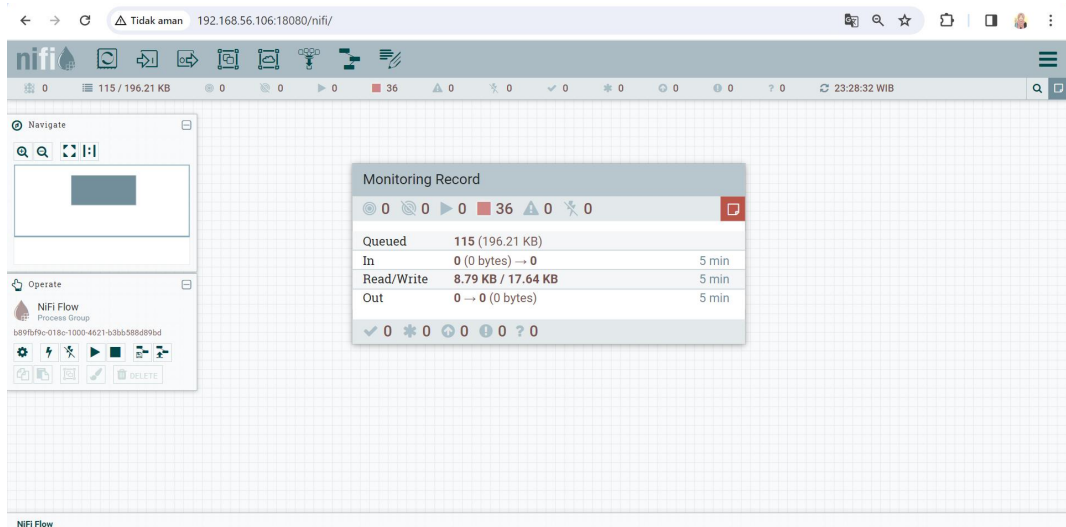 Tidak aman 192.168.56.106:18080/nifi/
nifi
0 115 / 196.21 KB 0 0 0 36 0 0 0 0 0 0 ? 0 23:28:32 WIB
Navigate
Monitoring Record
0 0 0 36 0 0
Queued 115 (196.21 KB)
In 0 (0 bytes) → 0 5 min
Read/Write 8.79 KB / 17.64 KB 5 min
Out 0 → 0 (0 bytes) 5 min
0 0 0 0 ? 0
Operate
NiFi Flow
Process Group
b89fbf9c-018c-1000-4621-b3bb588d89bd
DELETE
NiFi Flow